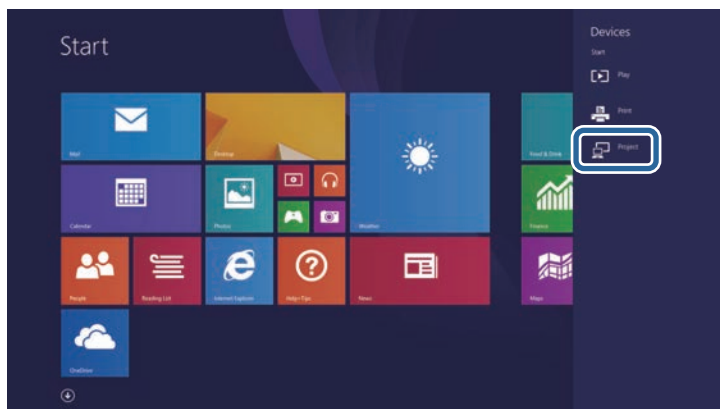 Start
Mail
Desktop
Calendar
Photos
Weather
People
Reading List
Internet Explorer
Help+Tips
News
OneDrive
Food & Drink
Finance
Maps
Devices
Start
Play
Print
Project